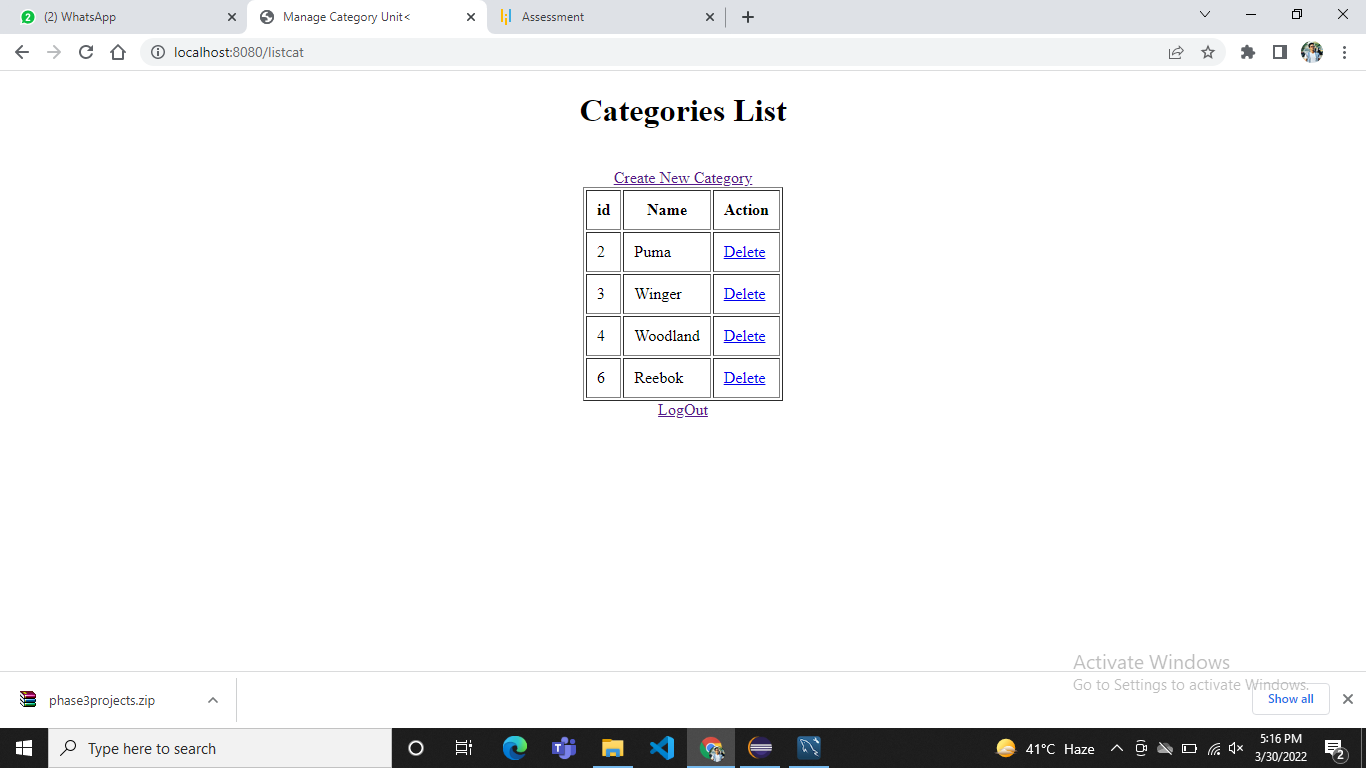 (2) WhatsApp
Manage Category Unit<
Assessment
localhost:8080/listcat
Categories List
Create New Category
id Name Action
2 Puma Delete
3 Winger Delete
4 Woodland Delete
6 Reebok Delete
LogOut
Activate Windows
Go to Settings to activate Windows.
phase3projects.zip
Show all
Type here to search
41°C Haze
5:16 PM
3/30/2022
2